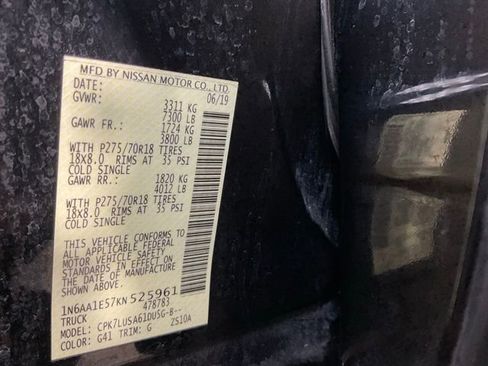 MFD BY NISSAN MOTOR CO., LTD.
DATE: 06/19
GVWR: 3311 KG
7300 LB
GAWR FR.: 1724 KG
3800 LB
WITH P275/70R18 TIRES
18X8.0 RIMS AT 35 PSI
COLD SINGLE
GAWR RR.: 1820 KG
4012 LB
WITH P275/70R18 TIRES
18X8.0 RIMS AT 35 PSI
COLD SINGLE
THIS VEHICLE CONFORMS TO
ALL APPLICABLE FEDERAL
MOTOR VEHICLE SAFETY
STANDARDS IN EFFECT ON
THE DATE OF MANUFACTURE
SHOWN ABOVE.
1N6AA1E57KN525961
TRUCK 478783
MODEL: CPK7LUSA61DUSG-B--
G41 TRIM: G 2S10A